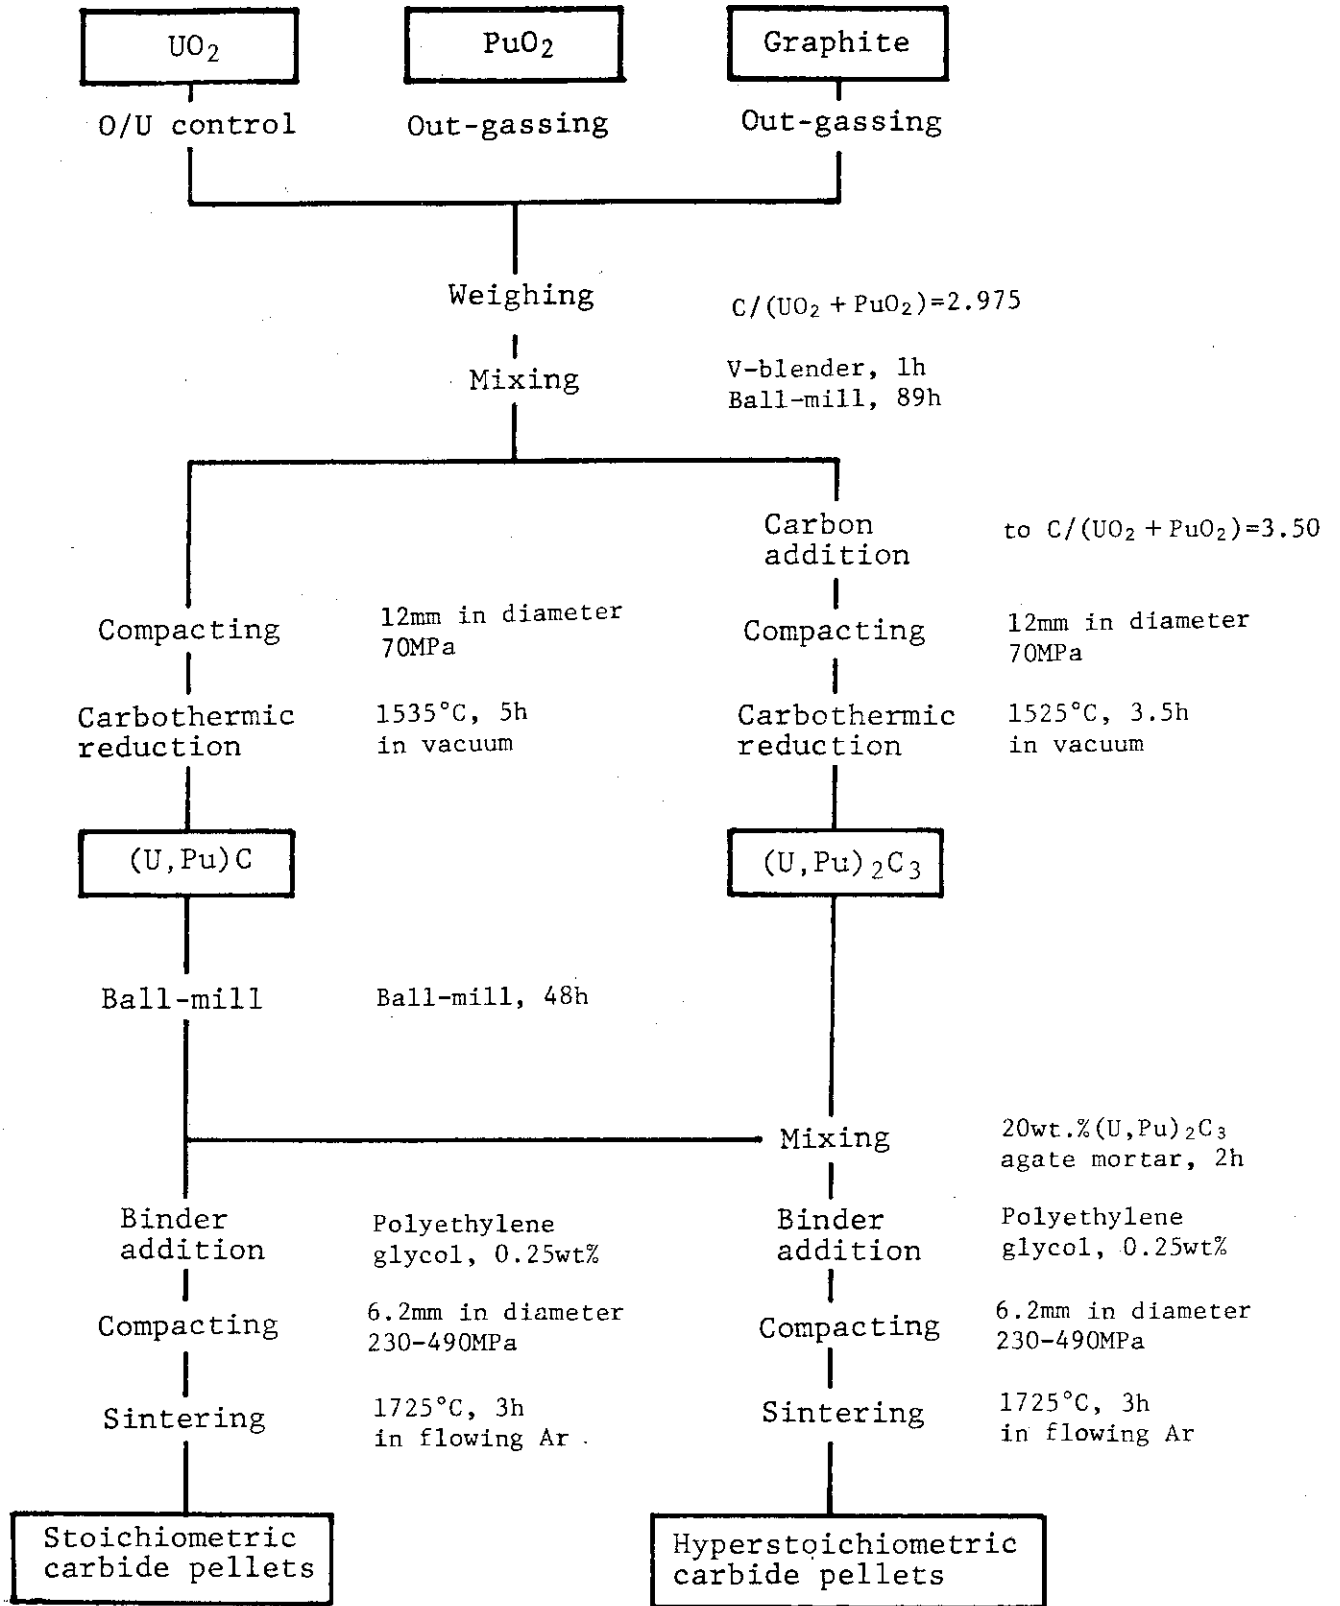 UO₂
PuO₂
Graphite
O/U control
Out-gassing
Out-gassing
Weighing
C/(UO₂ + PuO₂)=2.975
Mixing
V-blender, 1h
Ball-mill, 89h
Carbon
addition
to C/(UO₂ + PuO₂)=3.50
Compacting
12mm in diameter
70MPa
Compacting
12mm in diameter
70MPa
Carbothermic
reduction
1535°C, 5h
in vacuum
Carbothermic
reduction
1525°C, 3.5h
in vacuum
(U,Pu)C
(U,Pu)₂C₃
Ball-mill
Ball-mill, 48h
Mixing
20wt.%(U,Pu)₂C₃
agate mortar, 2h
Binder
addition
Polyethylene
glycol, 0.25wt%
Binder
addition
Polyethylene
glycol, 0.25wt%
Compacting
6.2mm in diameter
230-490MPa
Compacting
6.2mm in diameter
230-490MPa
Sintering
1725°C, 3h
in flowing Ar
Sintering
1725°C, 3h
in flowing Ar
Stoichiometric
carbide pellets
Hyperstoichiometric
carbide pellets